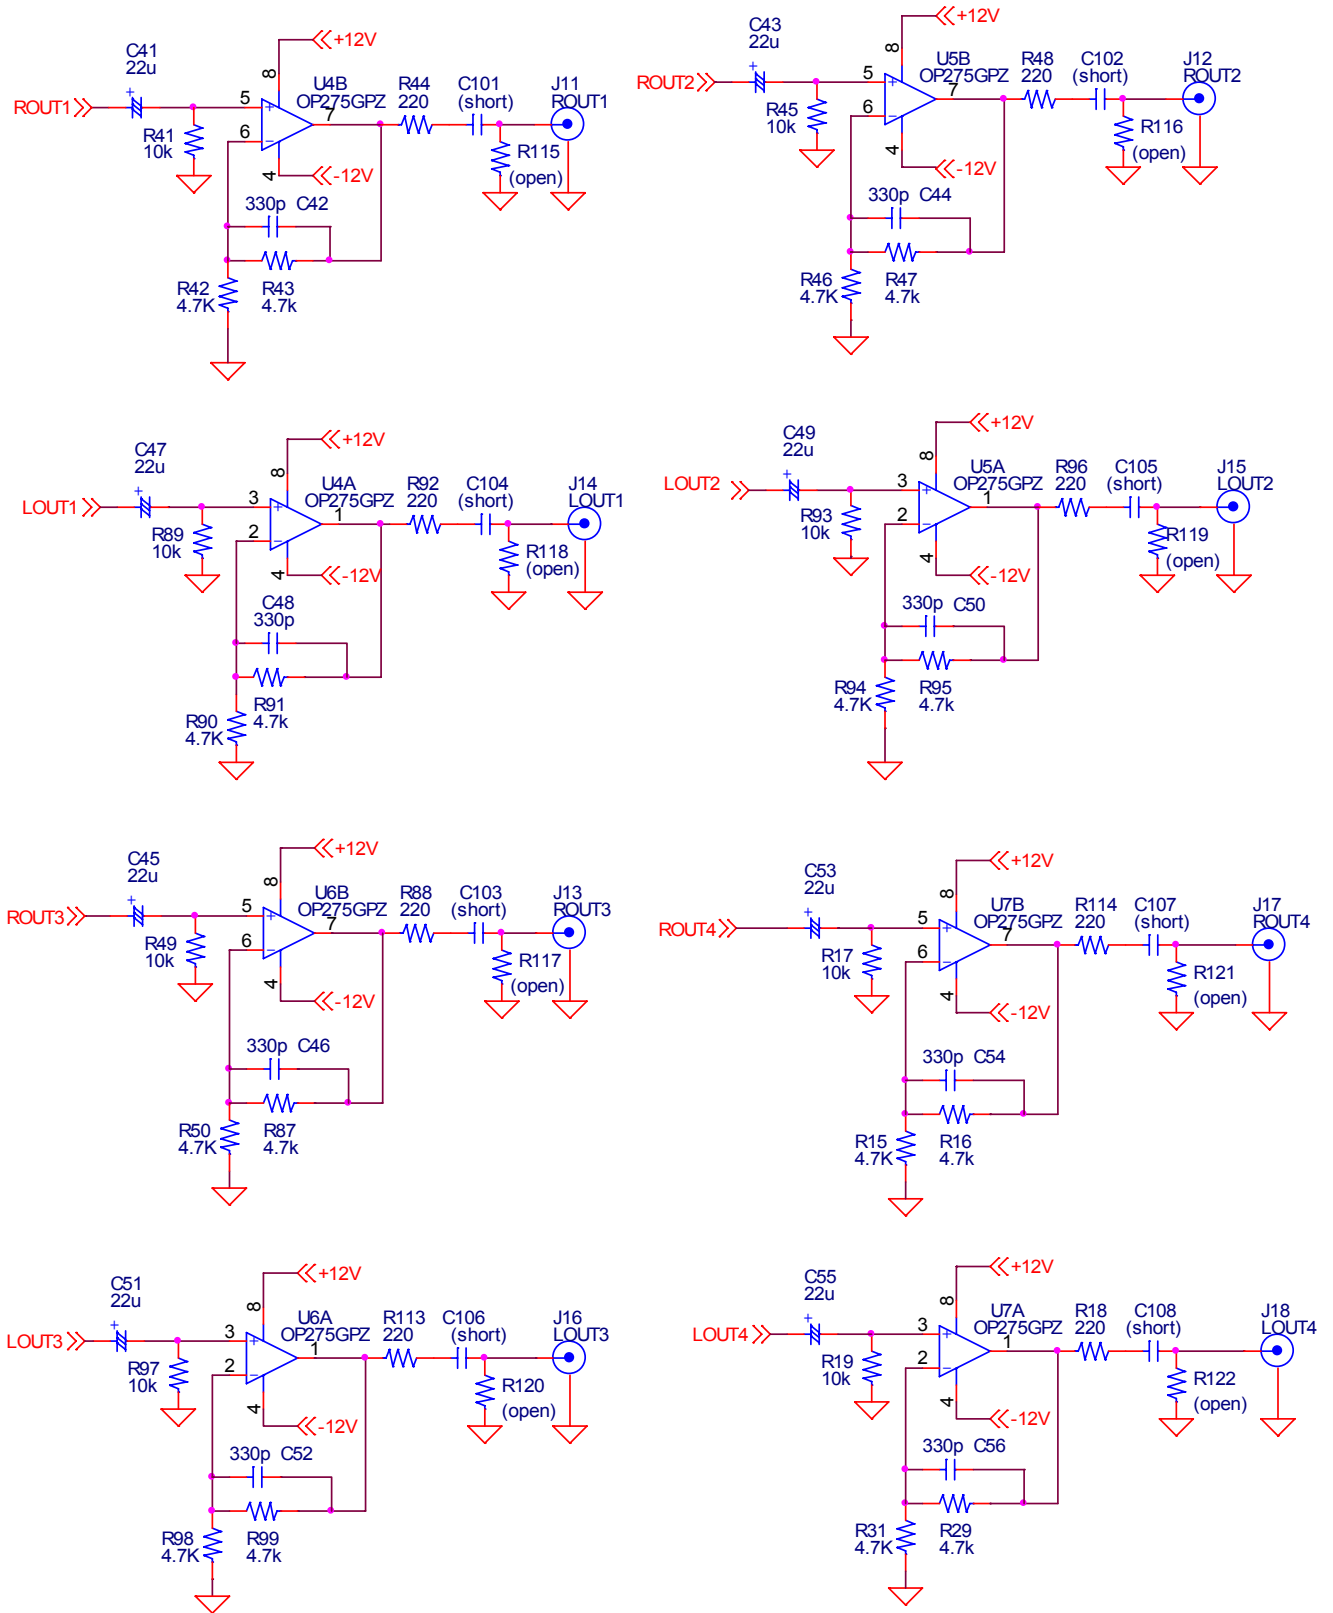 C41
22u
ROUT1
R41
10k
+12V
8
5
6
4
U4B
OP275GPZ
7
-12V
R44
220
C101
(short)
J11
ROUT1
R115
(open)
330p C42
R42
4.7K
R43
4.7k
C43
22u
ROUT2
R45
10k
+12V
8
5
6
4
U5B
OP275GPZ
7
-12V
R48
220
C102
(short)
J12
ROUT2
R116
(open)
330p C44
R46
4.7K
R47
4.7k
C47
22u
LOUT1
R89
10k
+12V
8
3
2
4
U4A
OP275GPZ
1
-12V
R92
220
C104
(short)
J14
LOUT1
R118
(open)
C48
330p
R90
4.7K
R91
4.7k
C49
22u
LOUT2
R93
10k
+12V
8
3
2
4
U5A
OP275GPZ
1
-12V
R96
220
C105
(short)
J15
LOUT2
R119
(open)
330p C50
R94
4.7K
R95
4.7k
C45
22u
ROUT3
R49
10k
+12V
8
5
6
4
U6B
OP275GPZ
7
-12V
R88
220
C103
(short)
J13
ROUT3
R117
(open)
330p C46
R50
4.7K
R87
4.7k
C53
22u
ROUT4
R17
10k
+12V
8
5
6
4
U7B
OP275GPZ
7
-12V
R114
220
C107
(short)
J17
ROUT4
R121
(open)
330p C54
R15
4.7K
R16
4.7k
C51
22u
LOUT3
R97
10k
+12V
8
3
2
4
U6A
OP275GPZ
1
-12V
R113
220
C106
(short)
J16
LOUT3
R120
(open)
330p C52
R98
4.7K
R99
4.7k
C55
22u
LOUT4
R19
10k
+12V
8
3
2
4
U7A
OP275GPZ
1
-12V
R18
220
C108
(short)
J18
LOUT4
R122
(open)
330p C56
R31
4.7K
R29
4.7k